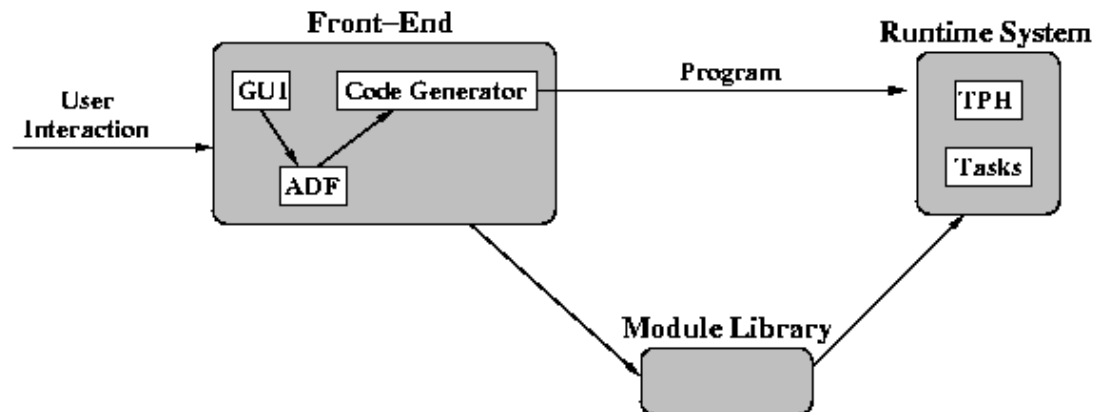 Front–End
Runtime System
GUI
Code Generator
Program
TPH
User
Interaction
Tasks
ADF
Module Library